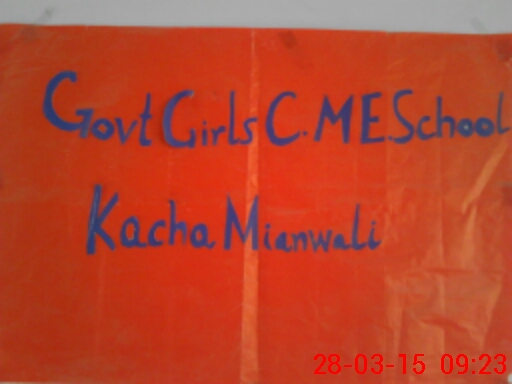 Govt Girls C.M.E.School
Kacha Mianwali
28-03-15 09:23